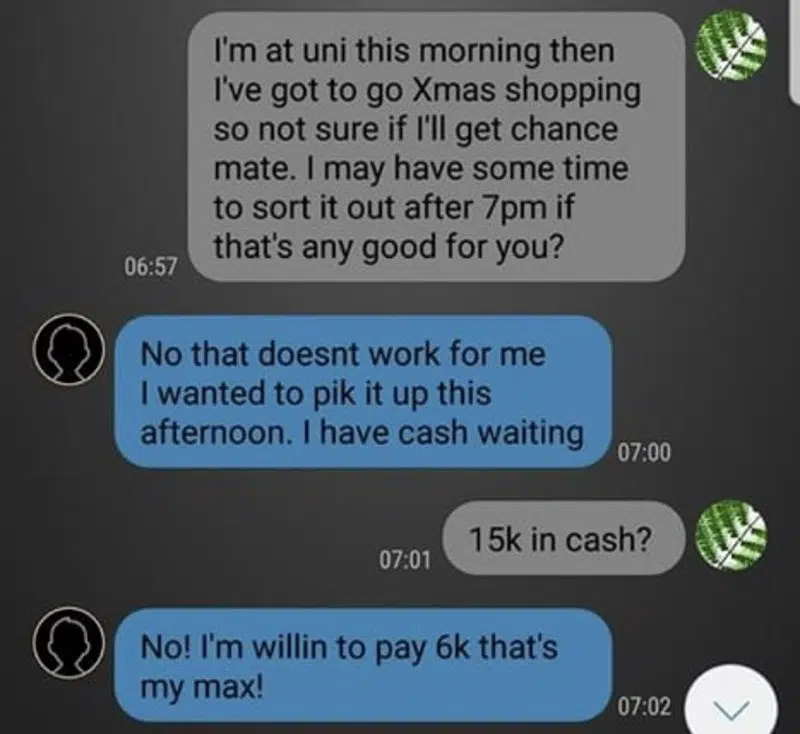 I'm at uni this morning then
I've got to go Xmas shopping
so not sure if I'll get chance
mate. I may have some time
to sort it out after 7pm if
that's any good for you?
06:57
No that doesnt work for me
I wanted to pik it up this
afternoon. I have cash waiting
07:00
15k in cash?
07:01
No! I'm willin to pay 6k that's
my max!
07:02